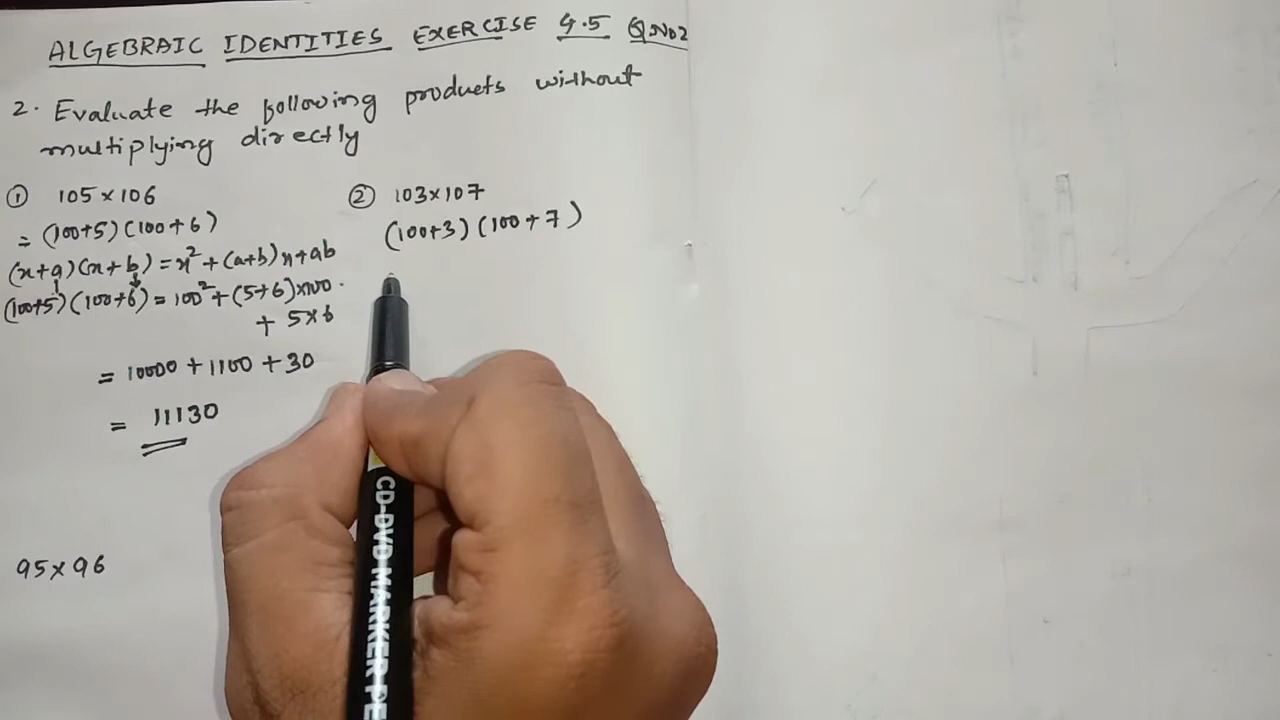 ALGEBRAIC IDENTITIES EXERCISE 4.5 Q.No2
2. Evaluate the following products without
multiplying directly
① 105×106
= (100+5) (100+6)
(x+a)(x+b) = x²+(a+b)x+ab
(100+5)(100+6) = 100²+(5+6)×100.
+ 5×6
= 10000 + 1100 + 30
= 11130
② 103×107
(100+3) (100+7)
95×96
CD-DVD MARKER PE